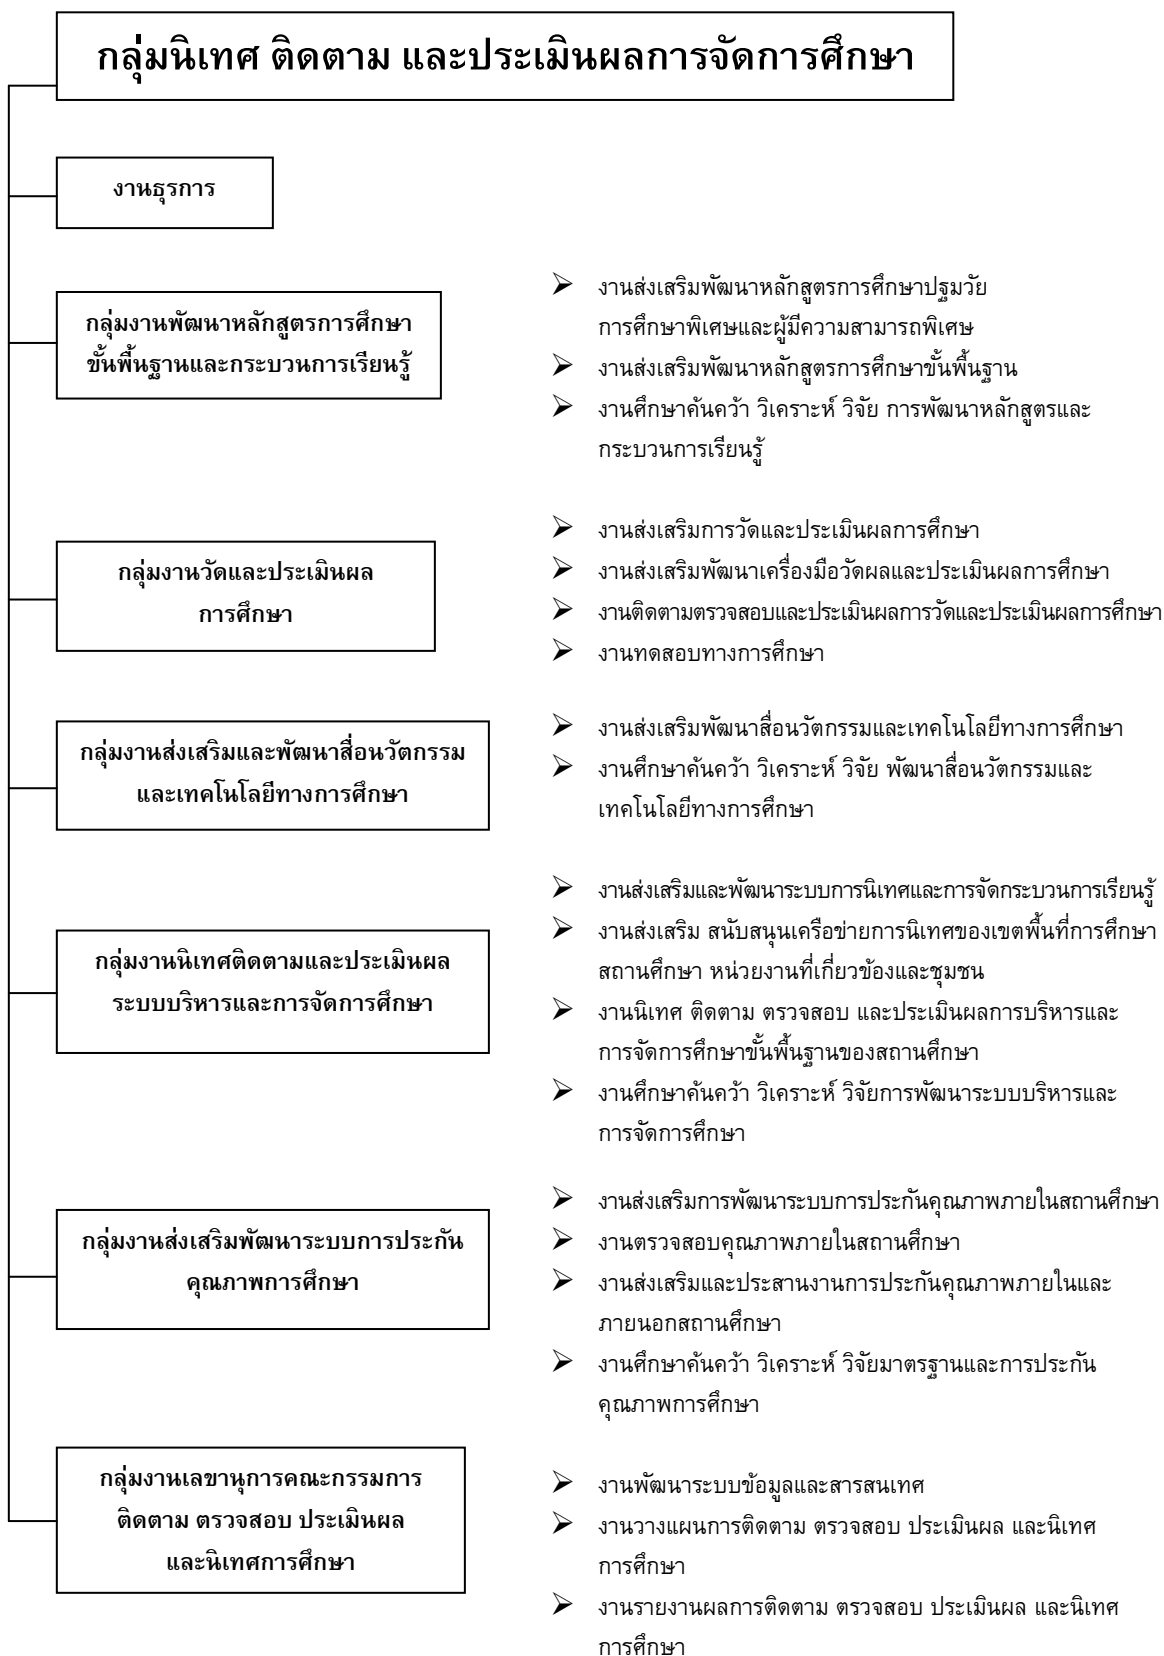 กลุ่มนิเทศ ติดตาม และประเมินผลการจัดการศึกษา
งานธุรการ
กลุ่มงานพัฒนาหลักสูตรการศึกษา
ขั้นพื้นฐานและกระบวนการเรียนรู้
➢ งานส่งเสริมพัฒนาหลักสูตรการศึกษาปฐมวัย
การศึกษาพิเศษและผู้มีความสามารถพิเศษ
➢ งานส่งเสริมพัฒนาหลักสูตรการศึกษาขั้นพื้นฐาน
➢ งานศึกษาค้นคว้า วิเคราะห์ วิจัย การพัฒนาหลักสูตรและ
กระบวนการเรียนรู้
กลุ่มงานวัดและประเมินผล
การศึกษา
➢ งานส่งเสริมการวัดและประเมินผลการศึกษา
➢ งานส่งเสริมพัฒนาเครื่องมือวัดผลและประเมินผลการศึกษา
➢ งานติดตามตรวจสอบและประเมินผลการวัดและประเมินผลการศึกษา
➢ งานทดสอบทางการศึกษา
กลุ่มงานส่งเสริมและพัฒนาสื่อนวัตกรรม
และเทคโนโลยีทางการศึกษา
➢ งานส่งเสริมพัฒนาสื่อนวัตกรรมและเทคโนโลยีทางการศึกษา
➢ งานศึกษาค้นคว้า วิเคราะห์ วิจัย พัฒนาสื่อนวัตกรรมและ
เทคโนโลยีทางการศึกษา
กลุ่มงานนิเทศติดตามและประเมินผล
ระบบบริหารและการจัดการศึกษา
➢ งานส่งเสริมและพัฒนาระบบการนิเทศและการจัดกระบวนการเรียนรู้
➢ งานส่งเสริม สนับสนุนเครือข่ายการนิเทศของเขตพื้นที่การศึกษา
สถานศึกษา หน่วยงานที่เกี่ยวข้องและชุมชน
➢ งานนิเทศ ติดตาม ตรวจสอบ และประเมินผลการบริหารและ
การจัดการศึกษาขั้นพื้นฐานของสถานศึกษา
➢ งานศึกษาค้นคว้า วิเคราะห์ วิจัยการพัฒนาระบบบริหารและ
การจัดการศึกษา
กลุ่มงานส่งเสริมพัฒนาระบบการประกัน
คุณภาพการศึกษา
➢ งานส่งเสริมการพัฒนาระบบการประกันคุณภาพภายในสถานศึกษา
➢ งานตรวจสอบคุณภาพภายในสถานศึกษา
➢ งานส่งเสริมและประสานงานการประกันคุณภาพภายในและ
ภายนอกสถานศึกษา
➢ งานศึกษาค้นคว้า วิเคราะห์ วิจัยมาตรฐานและการประกัน
คุณภาพการศึกษา
กลุ่มงานเลขานุการคณะกรรมการ
ติดตาม ตรวจสอบ ประเมินผล
และนิเทศการศึกษา
➢ งานพัฒนาระบบข้อมูลและสารสนเทศ
➢ งานวางแผนการติดตาม ตรวจสอบ ประเมินผล และนิเทศ
การศึกษา
➢ งานรายงานผลการติดตาม ตรวจสอบ ประเมินผล และนิเทศ
การศึกษา